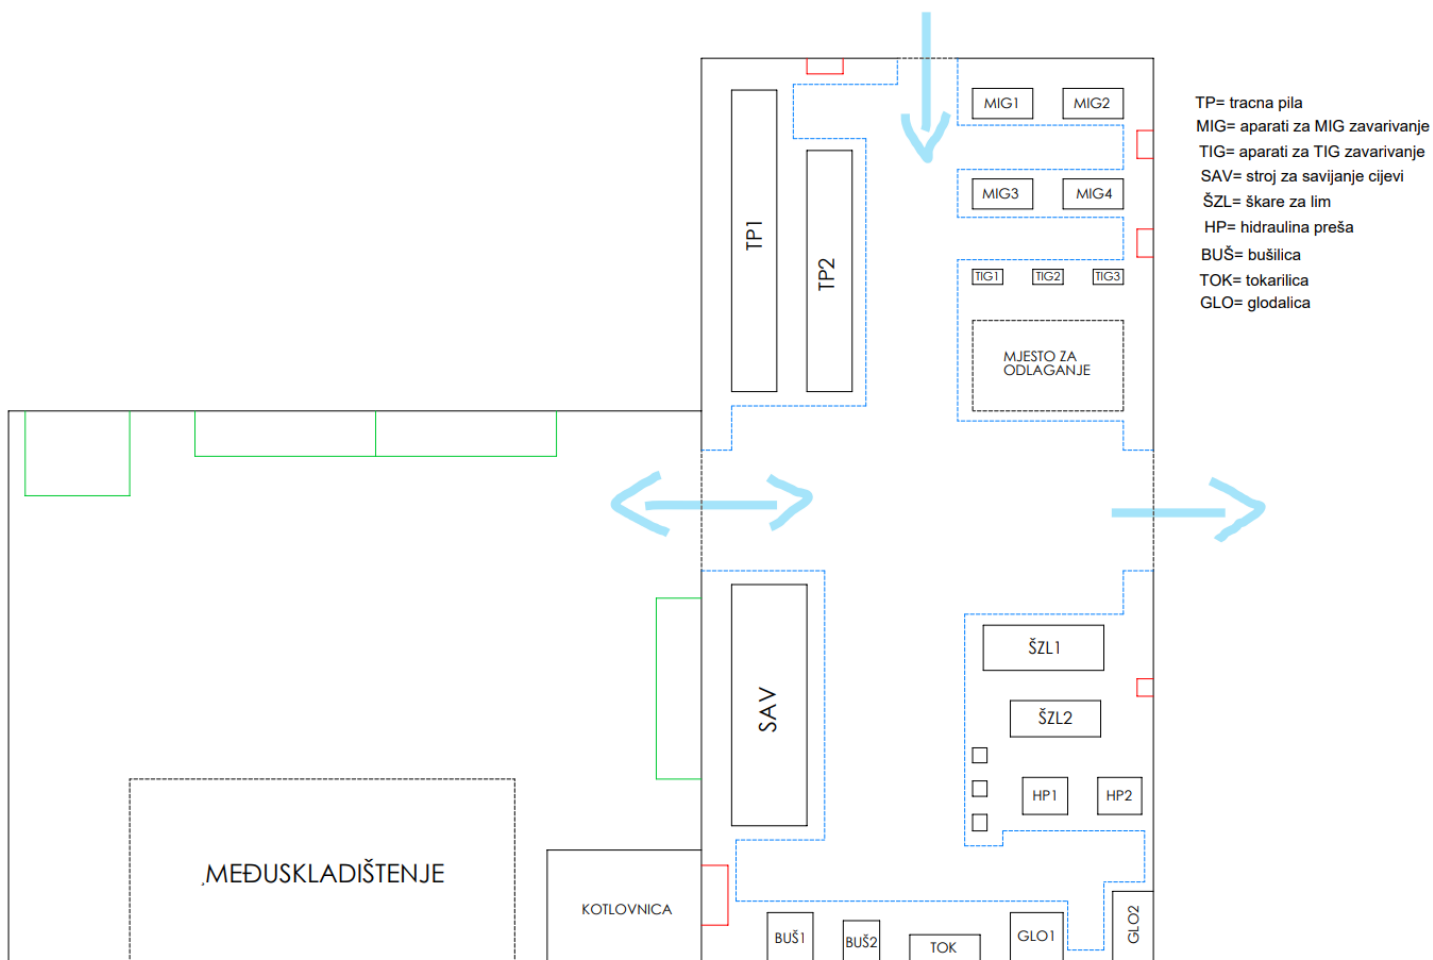 MIG1
MIG2
MIG3
MIG4
TP1
TP2
TIG1
TIG2
TIG3
MJESTO ZA
ODLAGANJE
TP= tracna pila
MIG= aparati za MIG zavarivanje
TIG= aparati za TIG zavarivanje
SAV= stroj za savijanje cijevi
ŠZL= škare za lim
HP= hidraulina preša
BUŠ= bušilica
TOK= tokarilica
GLO= glodalica
SAV
ŠZL1
ŠZL2
HP1
HP2
MEĐUSKLADIŠTENJE
KOTLOVNICA
BUŠ1
BUŠ2
TOK
GLO1
GLO2